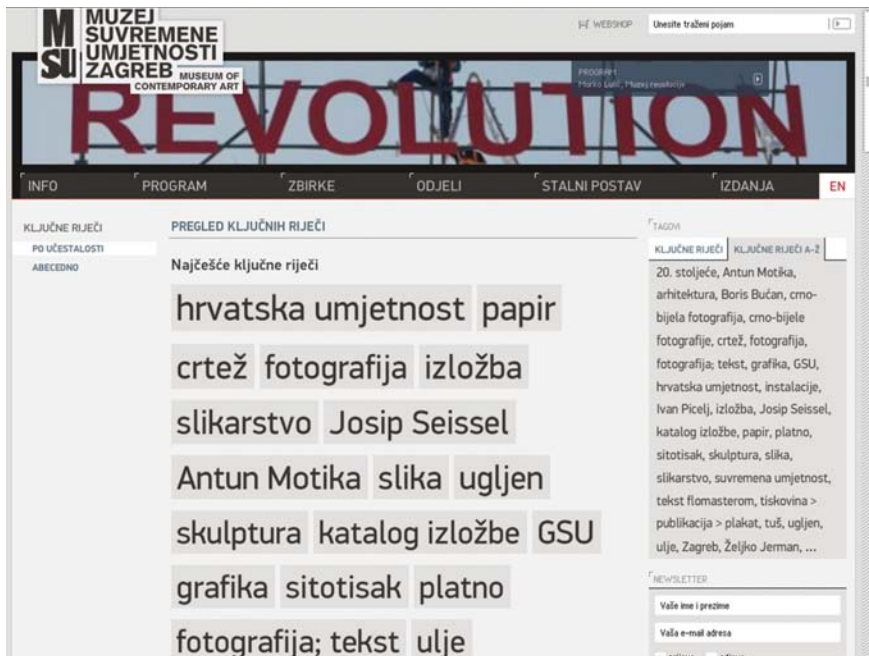 MUZEJ
SUVREMENE
UMJETNOSTI
ZAGREB
MUSEUM OF
CONTEMPORARY ART
MSU
WEBSHOP
Unesite traženi pojam
REVOLUTION
PROGRAM
INFO
PROGRAM
ZBIRKE
ODJELI
STALNI POSTAV
IZDANJA
EN
KLJUČNE RIJEČI
PO UČESTALOSTI
ABECEDNO
PREGLED KLJUČNIH RIJEČI
Najčešće ključne riječi
hrvatska umjetnost papir
crtež fotografija izložba
slikarstvo Josip Seissel
Antun Motika slika ugljen
skulptura katalog izložbe GSU
grafika sitotisak platno
fotografija; tekst ulje
TAGOVI
KLJUČNE RIJEČI KLJUČNE RIJEČI A-Ž
20. stoljeće, Antun Motika,
arhitektura, Boris Bućan, crno-
bijela fotografija, crno-bijele
fotografije, crtež, fotografija,
fotografija; tekst, grafika, GSU,
hrvatska umjetnost, instalacije,
Ivan Picelj, izložba, Josip Seissel,
katalog izložbe, papir, platno,
sitotisak, skulptura, slika,
slikarstvo, suvremena umjetnost,
tekst flomasterom, tiskovina >
publikacija > plakat, tuš, ugljen,
ulje, Zagreb, Željko Jerman, ...
NEWSLETTER
Vaše ime i prezime
Vaša e-mail adresa